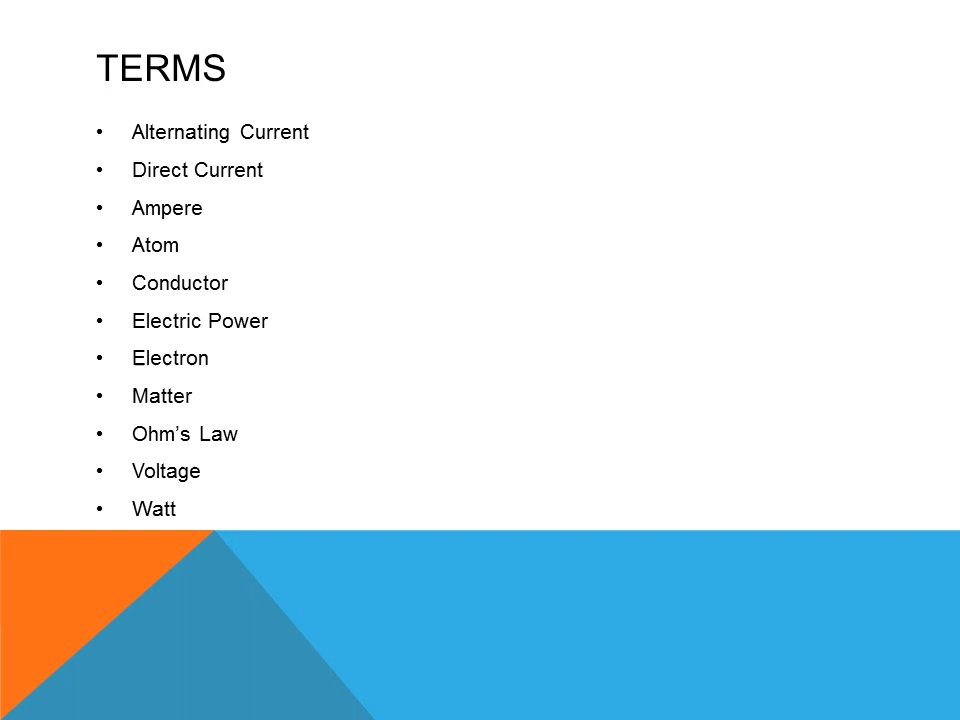 TERMS
• Alternating Current
• Direct Current
• Ampere
• Atom
• Conductor
• Electric Power
• Electron
• Matter
• Ohm’s Law
• Voltage
• Watt